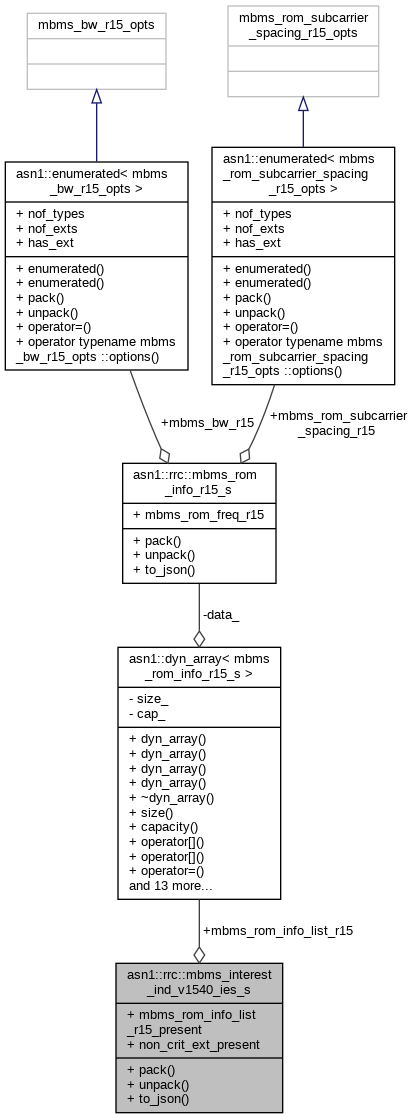 mbms_bw_r15_opts
mbms_rom_subcarrier
_spacing_r15_opts
asn1::enumerated< mbms
_bw_r15_opts >
+ nof_types
+ nof_exts
+ has_ext
+ enumerated()
+ enumerated()
+ pack()
+ unpack()
+ operator=()
+ operator typename mbms
_bw_r15_opts ::options()
asn1::enumerated< mbms
_rom_subcarrier_spacing
_r15_opts >
+ nof_types
+ nof_exts
+ has_ext
+ enumerated()
+ enumerated()
+ pack()
+ unpack()
+ operator=()
+ operator typename mbms
_rom_subcarrier_spacing
_r15_opts ::options()
+mbms_bw_r15
+mbms_rom_subcarrier
_spacing_r15
asn1::rrc::mbms_rom
_info_r15_s
+ mbms_rom_freq_r15
+ pack()
+ unpack()
+ to_json()
-data_
asn1::dyn_array< mbms
_rom_info_r15_s >
- size_
- cap_
+ dyn_array()
+ dyn_array()
+ dyn_array()
+ dyn_array()
+ ~dyn_array()
+ size()
+ capacity()
+ operator[]()
+ operator[]()
+ operator=()
and 13 more...
+mbms_rom_info_list_r15
asn1::rrc::mbms_interest
_ind_v1540_ies_s
+ mbms_rom_info_list
_r15_present
+ non_crit_ext_present
+ pack()
+ unpack()
+ to_json()